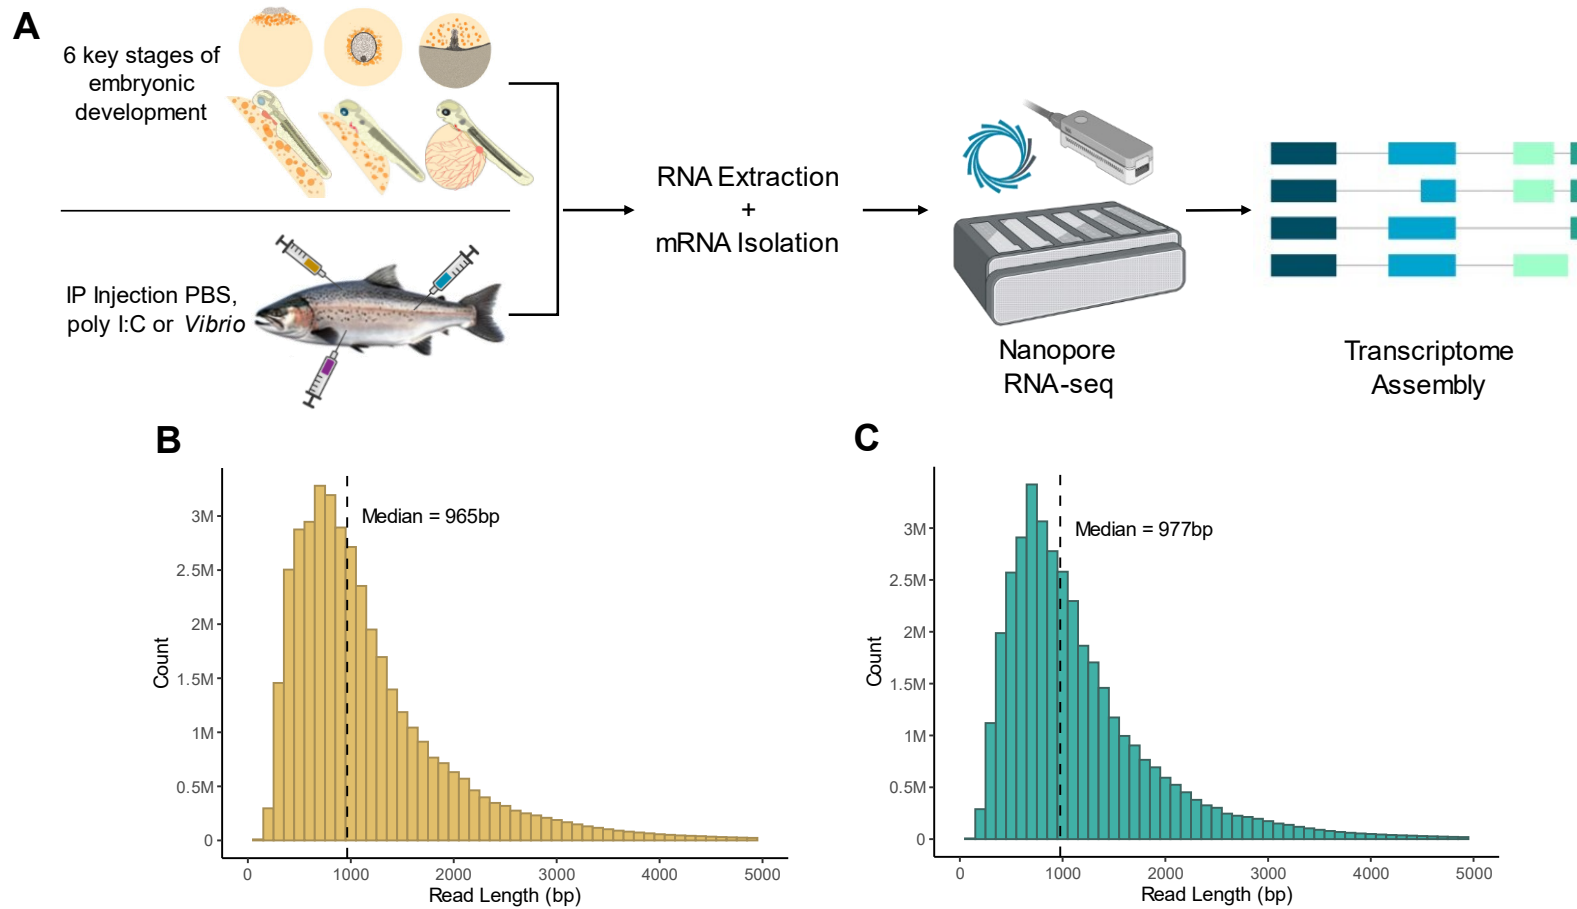 A
6 key stages of
embryonic
development
IP Injection PBS,
poly I:C or Vibrio
RNA Extraction
+
mRNA Isolation
Nanopore
RNA-seq
Transcriptome
Assembly
B
Median = 965bp
3M
2.5M
2M
1.5M
1M
0.5M
0
Count
0 1000 2000 3000 4000 5000
Read Length (bp)
C
Median = 977bp
3M
2.5M
2M
1.5M
1M
0.5M
0
Count
0 1000 2000 3000 4000 5000
Read Length (bp)